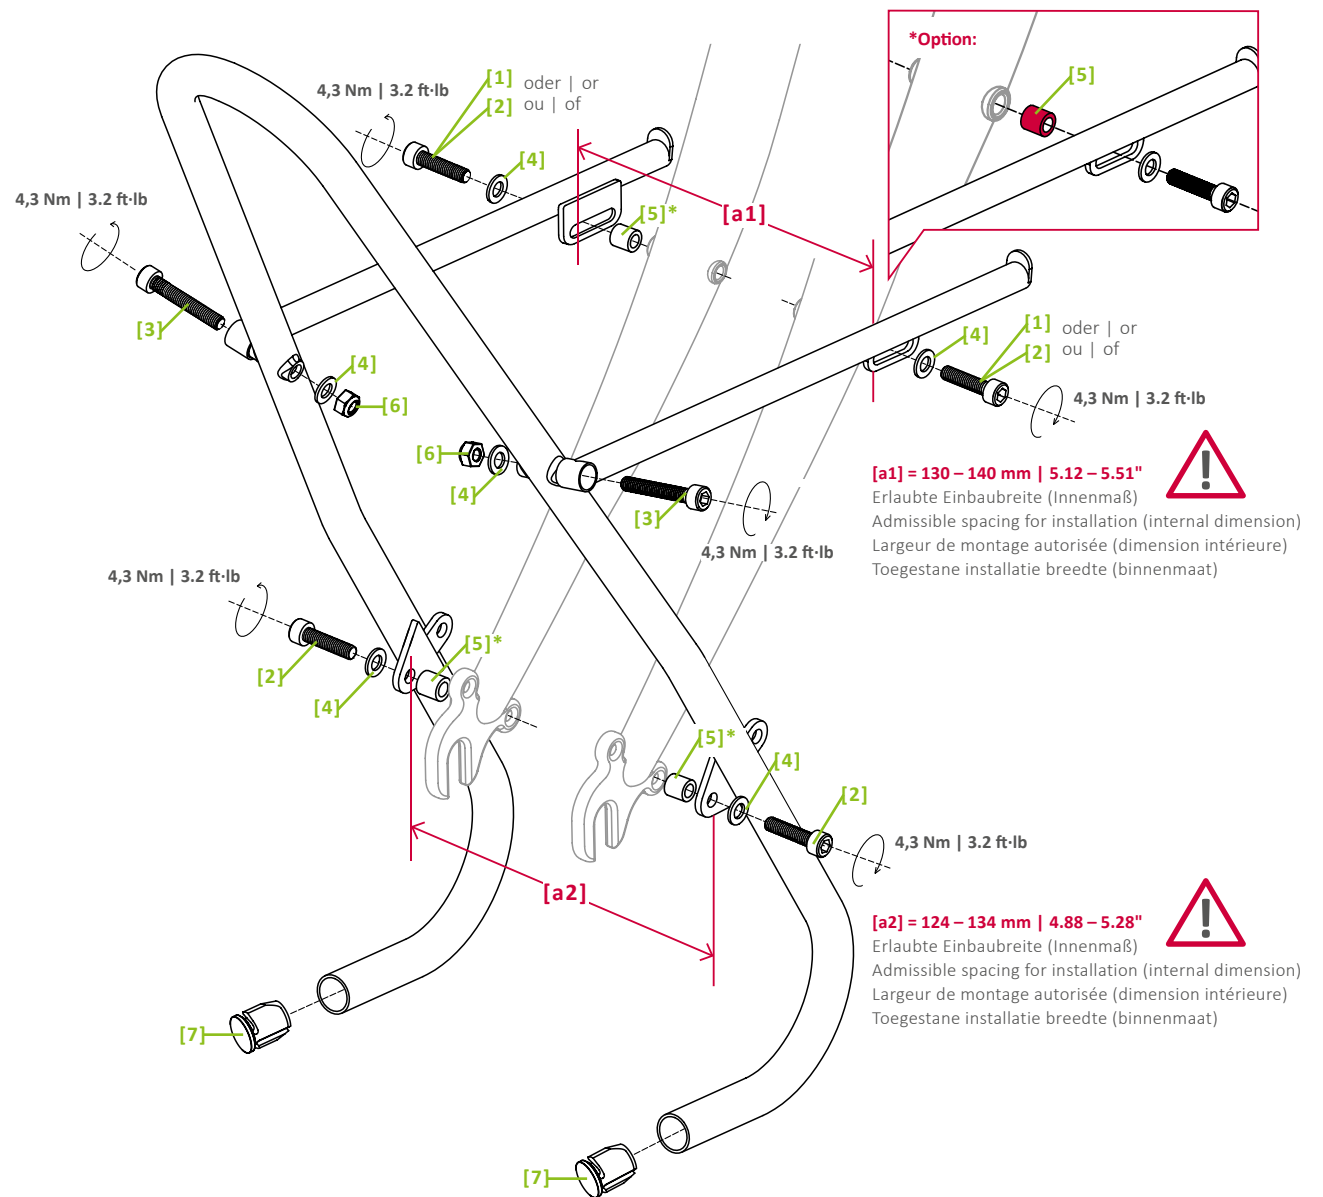 *Option:
[5]
4,3 Nm | 3.2 ft·lb
[1] oder | or
[2] ou | of
[4]
[5]*
[a1]
4,3 Nm | 3.2 ft·lb
[3]
[4]
[6]
[6]
[4]
[3]
4,3 Nm | 3.2 ft·lb
[4]
[1] oder | or
[2] ou | of
4,3 Nm | 3.2 ft·lb
[a1] = 130 – 140 mm | 5.12 – 5.51"
Erlaubte Einbaubreite (Innenmaß)
Admissible spacing for installation (internal dimension)
Largeur de montage autorisée (dimension intérieure)
Toegestane installatie breedte (binnenmaat)
4,3 Nm | 3.2 ft·lb
[2]
[4]
[5]*
[5]*
[4]
[2]
4,3 Nm | 3.2 ft·lb
[a2]
[a2] = 124 – 134 mm | 4.88 – 5.28"
Erlaubte Einbaubreite (Innenmaß)
Admissible spacing for installation (internal dimension)
Largeur de montage autorisée (dimension intérieure)
Toegestane installatie breedte (binnenmaat)
[7]
[7]